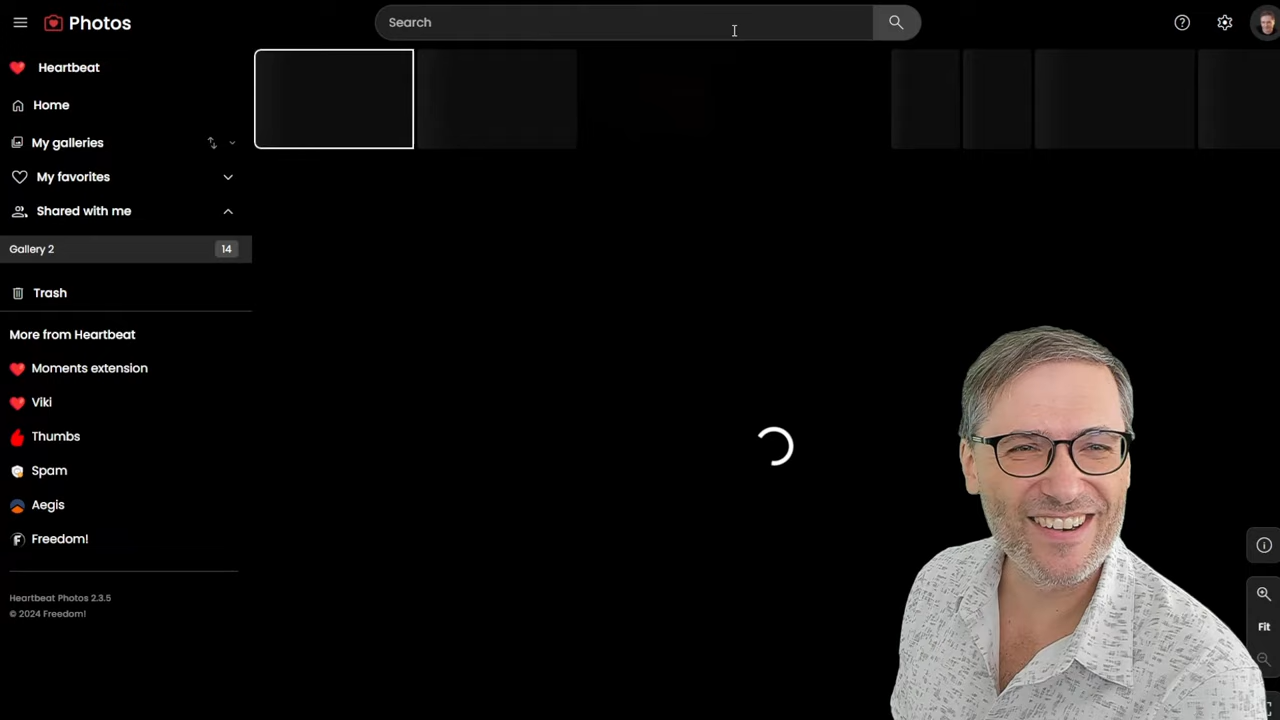 Photos
Search
Heartbeat
Home
My galleries
My favorites
Shared with me
Gallery 2
14
Trash
More from Heartbeat
Moments extension
Viki
Thumbs
Spam
Aegis
F
Freedom!
Heartbeat Photos 2.3.5
© 2024 Freedom!
Fit